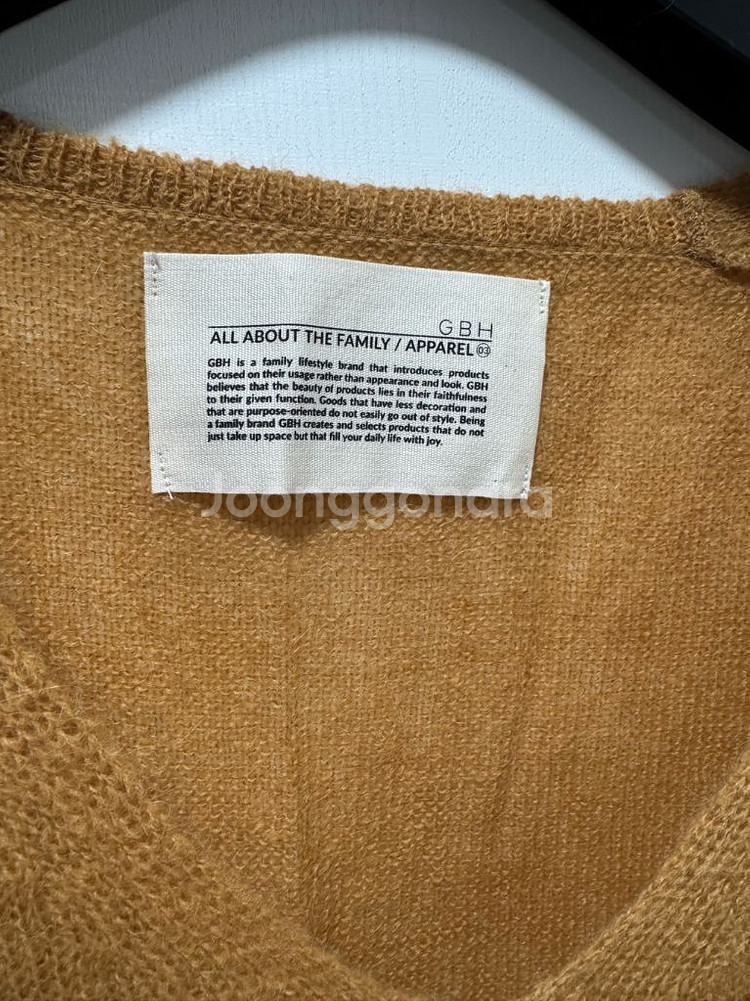 GBH
ALL ABOUT THE FAMILY / APPAREL 03
GBH is a family lifestyle brand that introduces products
focused on their usage rather than appearance and look. GBH
believes that the beauty of products lies in their faithfulness
to their given function. Goods that have less decoration and
that are purpose-oriented do not easily go out of style. Being
a family brand GBH creates and selects products that do not
just take up space but that fill your daily life with joy.
Joonggonara